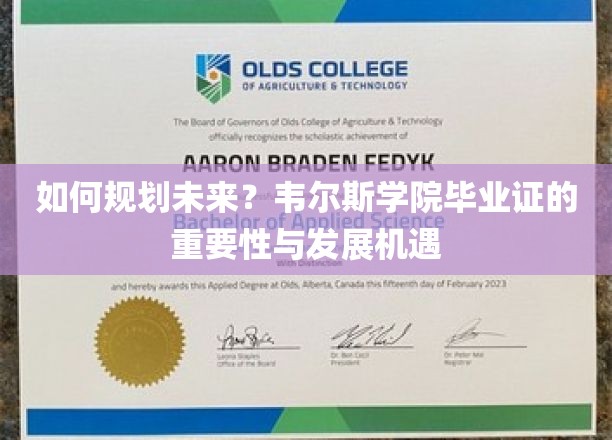 OLDS COLLEGE
OF AGRICULTURE & TECHNOLOGY
The Board of Governors of Olds College of Agriculture & Technology
officially recognizes the scholastic achievement of
AARON BRADEN FEDYK
如何规划未来？韦尔斯学院毕业证的
Bachelor of Applied Science
重要性与发展机遇
With Distinction
and hereby awards this Applied Degree at Olds, Alberta, Canada this fifteenth day of February 2023
Leona Staples Dr. Ben Cecil Dr. Peter Mal
Office of the Board President Registrar